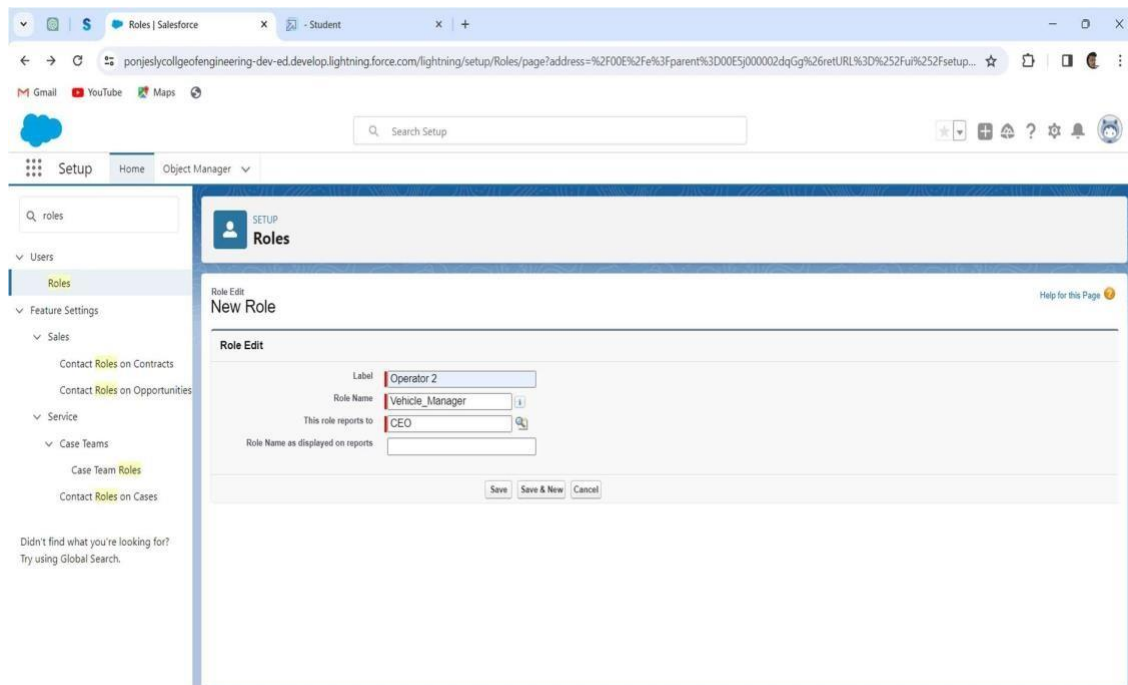 Roles | Salesforce
- Student
ponjeslycollgeofengineering-dev-ed.develop.lightning.force.com/lightning/setup/Roles/page?address=%2F00E%2Fe%3Fparent%3D00E5j000002dqGg%26retURL%3D%252Fui%252Fsetup...
Gmail YouTube Maps
Search Setup
Setup Home Object Manager
roles
SETUP
Roles
Users
Roles
Feature Settings
Sales
Contact Roles on Contracts
Contact Roles on Opportunities
Service
Case Teams
Case Team Roles
Contact Roles on Cases
Didn't find what you're looking for?
Try using Global Search.
Role Edit
New Role
Help for this Page
Role Edit
Label Operator 2
Role Name Vehicle_Manager
This role reports to CEO
Role Name as displayed on reports
Save Save & New Cancel